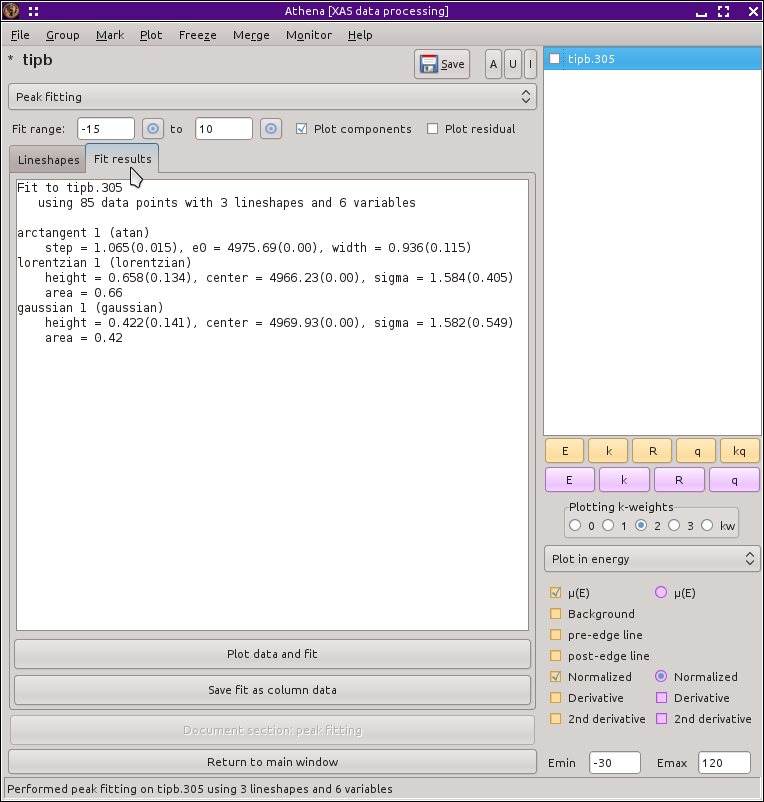 Athena [XAS data processing]
File Group Mark Plot Freeze Merge Monitor Help
* tipb Save A U I
Peak fitting
Fit range: -15 to 10 Plot components Plot residual
Lineshapes Fit results
Fit to tipb.305
using 85 data points with 3 lineshapes and 6 variables
arctangent 1 (atan)
step = 1.065(0.015), e0 = 4975.69(0.00), width = 0.936(0.115)
lorentzian 1 (lorentzian)
height = 0.658(0.134), center = 4966.23(0.00), sigma = 1.584(0.405)
area = 0.66
gaussian 1 (gaussian)
height = 0.422(0.141), center = 4969.93(0.00), sigma = 1.582(0.549)
area = 0.42
Plot data and fit
Save fit as column data
Document section: peak fitting
Return to main window
tipb.305
E k R q kq
E k R q
Plotting k-weights
0 1 2 3 kw
Plot in energy
μ(E) μ(E)
Background
pre-edge line
post-edge line
Normalized Normalized
Derivative Derivative
2nd derivative 2nd derivative
Emin -30 Emax 120
Performed peak fitting on tipb.305 using 3 lineshapes and 6 variables